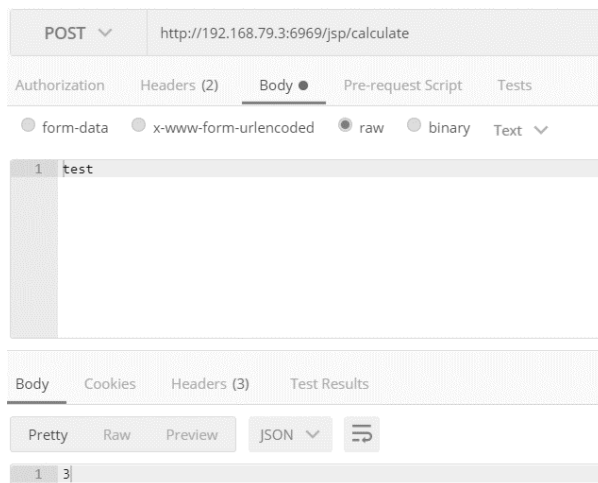 POST http://192.168.79.3:6969/jsp/calculate
Authorization Headers (2) Body Pre-request Script Tests
form-data x-www-form-urlencoded raw binary Text
1 test
Body Cookies Headers (3) Test Results
Pretty Raw Preview JSON
1 3